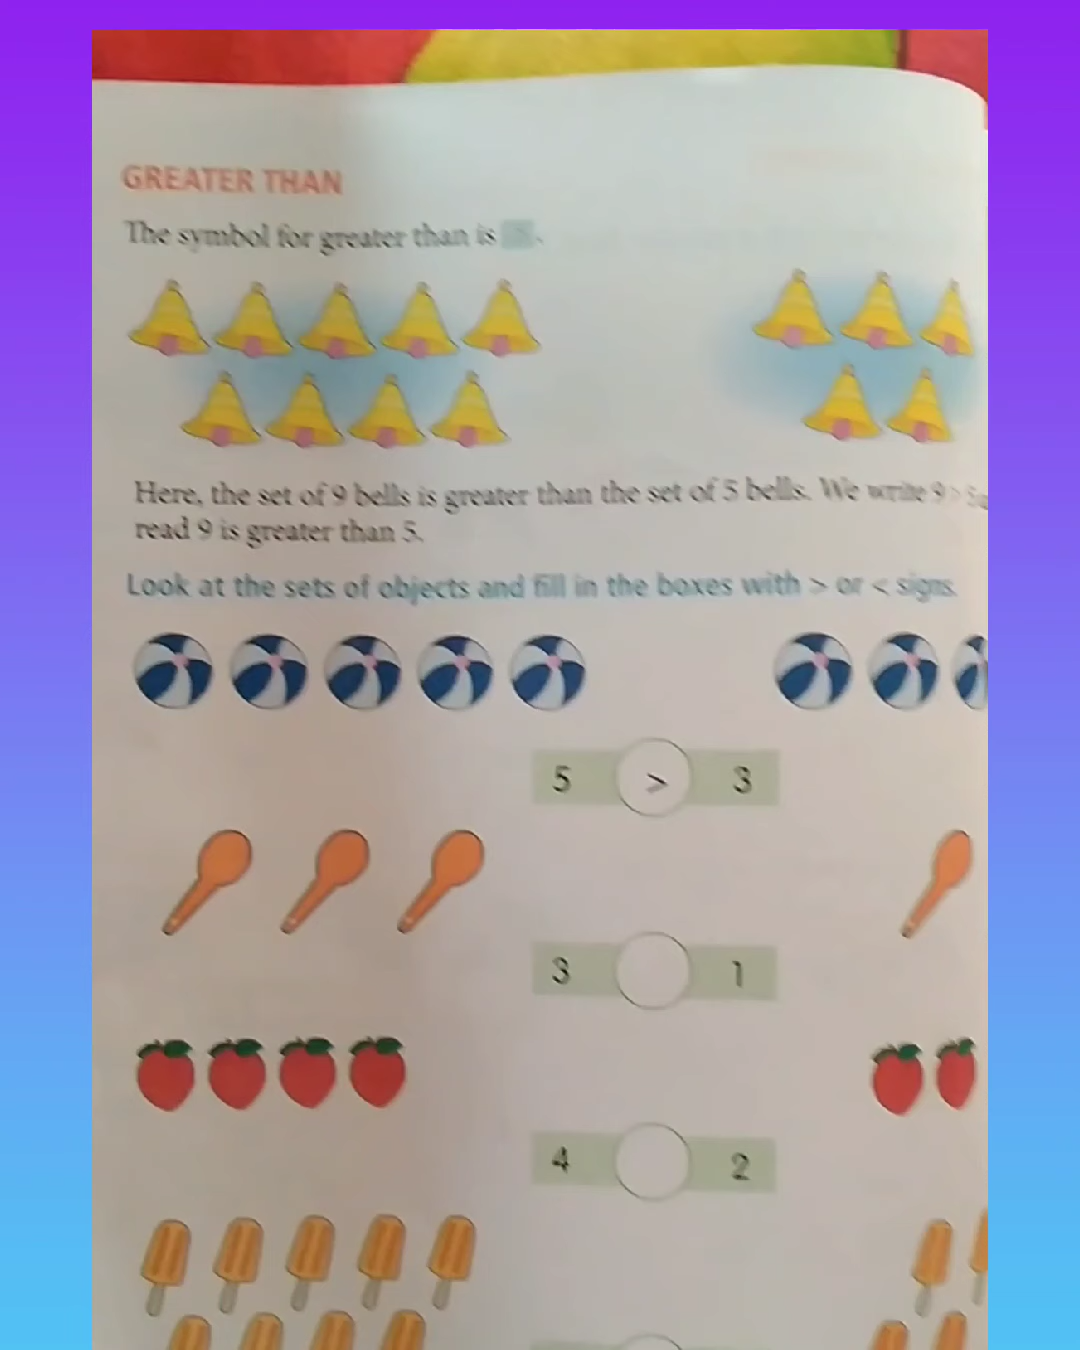 GREATER THAN
The symbol for greater than is
Here, the set of 9 bells is greater than the set of 5 bells. We write 9 > 5
read 9 is greater than 5.
Look at the sets of objects and fill in the boxes with > or < signs.
5 > 3
3 1
4 2